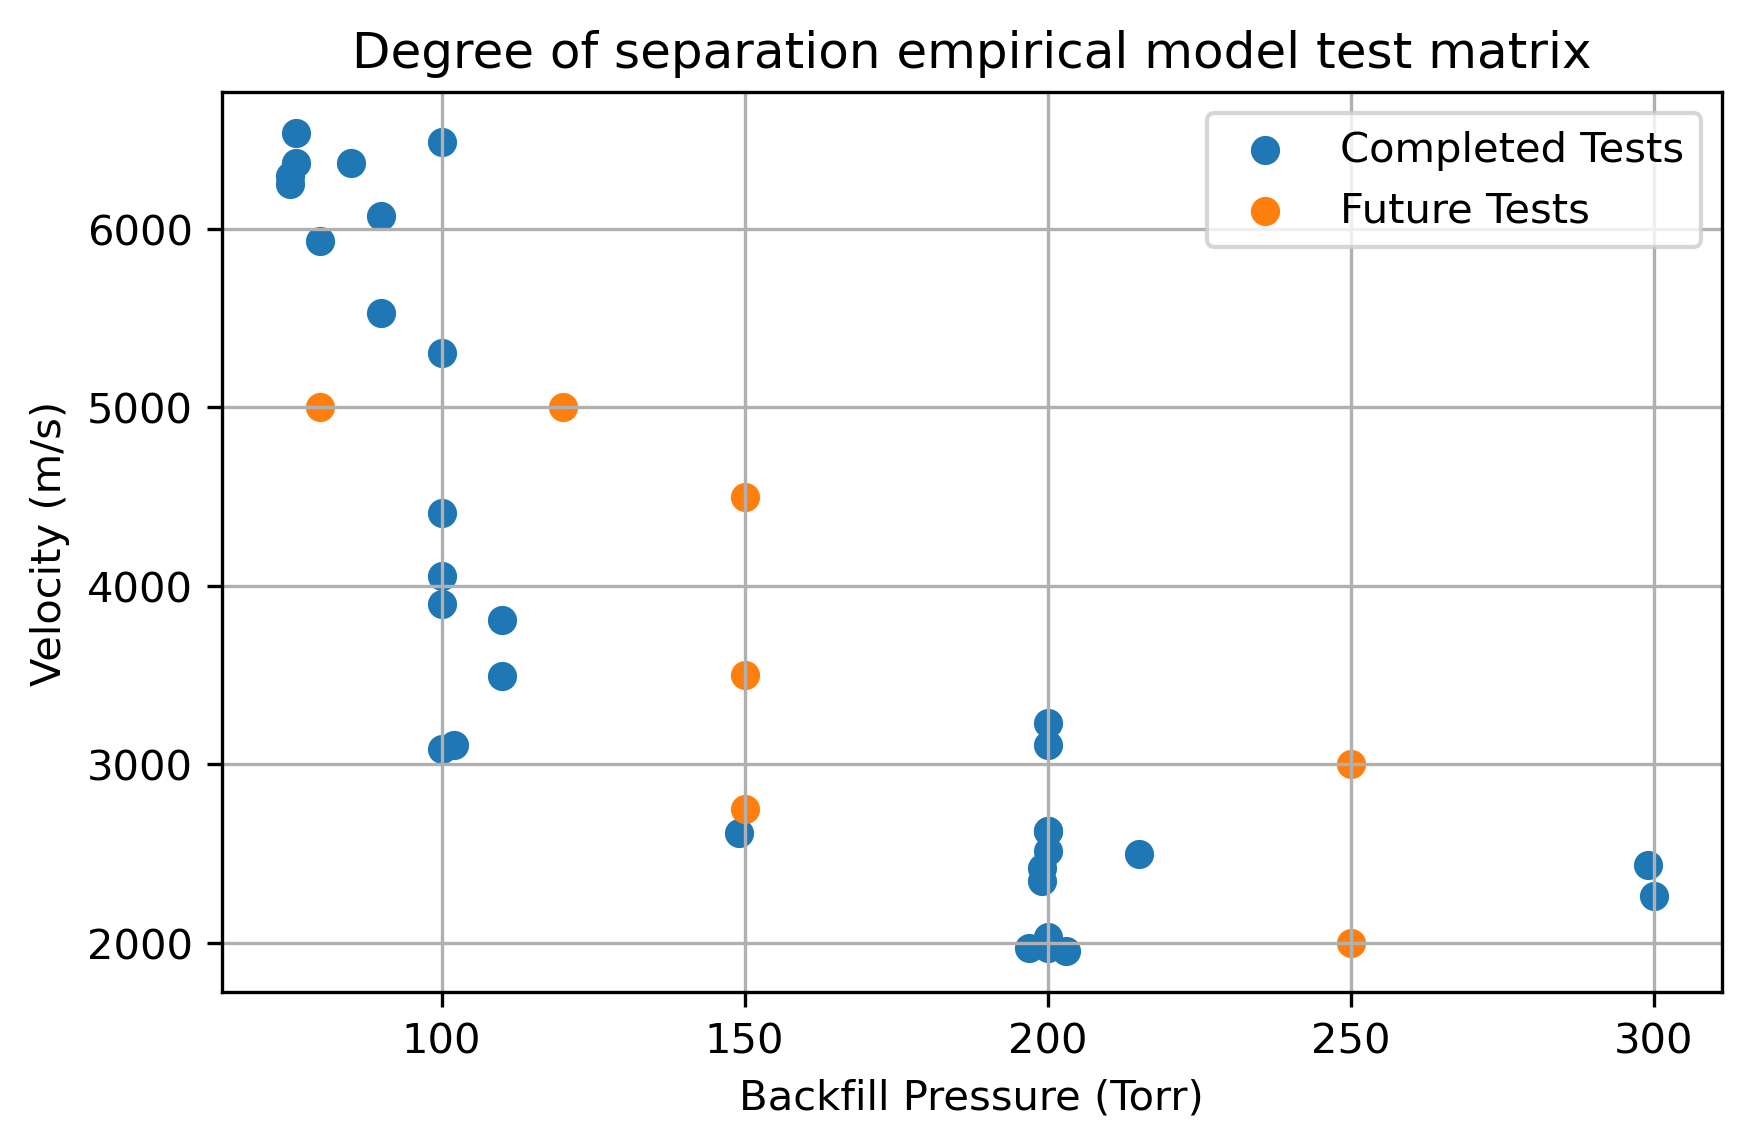 Degree of separation empirical model test matrix
Completed Tests
Future Tests
6000
5000
4000
3000
2000
Velocity (m/s)
100 150 200 250 300
Backfill Pressure (Torr)